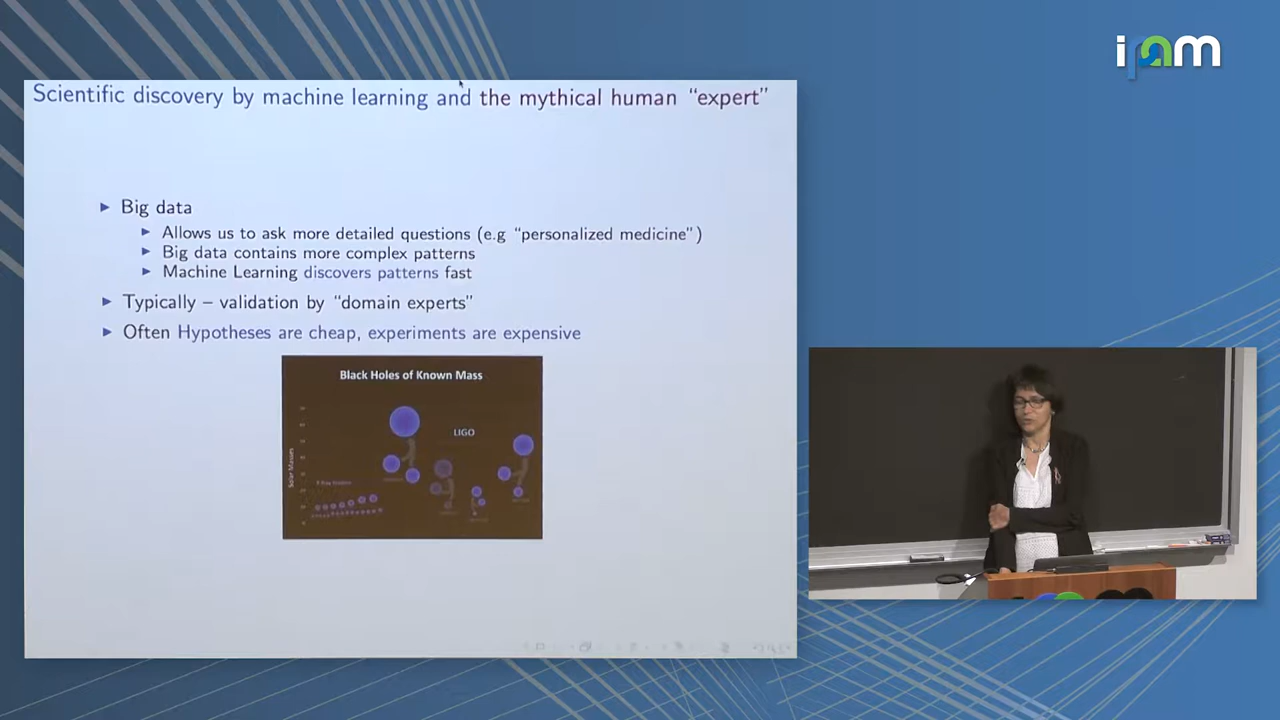 ipam
Scientific discovery by machine learning and the mythical human “expert”
Big data
Allows us to ask more detailed questions (e.g “personalized medicine”)
Big data contains more complex patterns
Machine Learning discovers patterns fast
Typically – validation by “domain experts”
Often Hypotheses are cheap, experiments are expensive
Black Holes of Known Mass
LIGO
Solar Masses